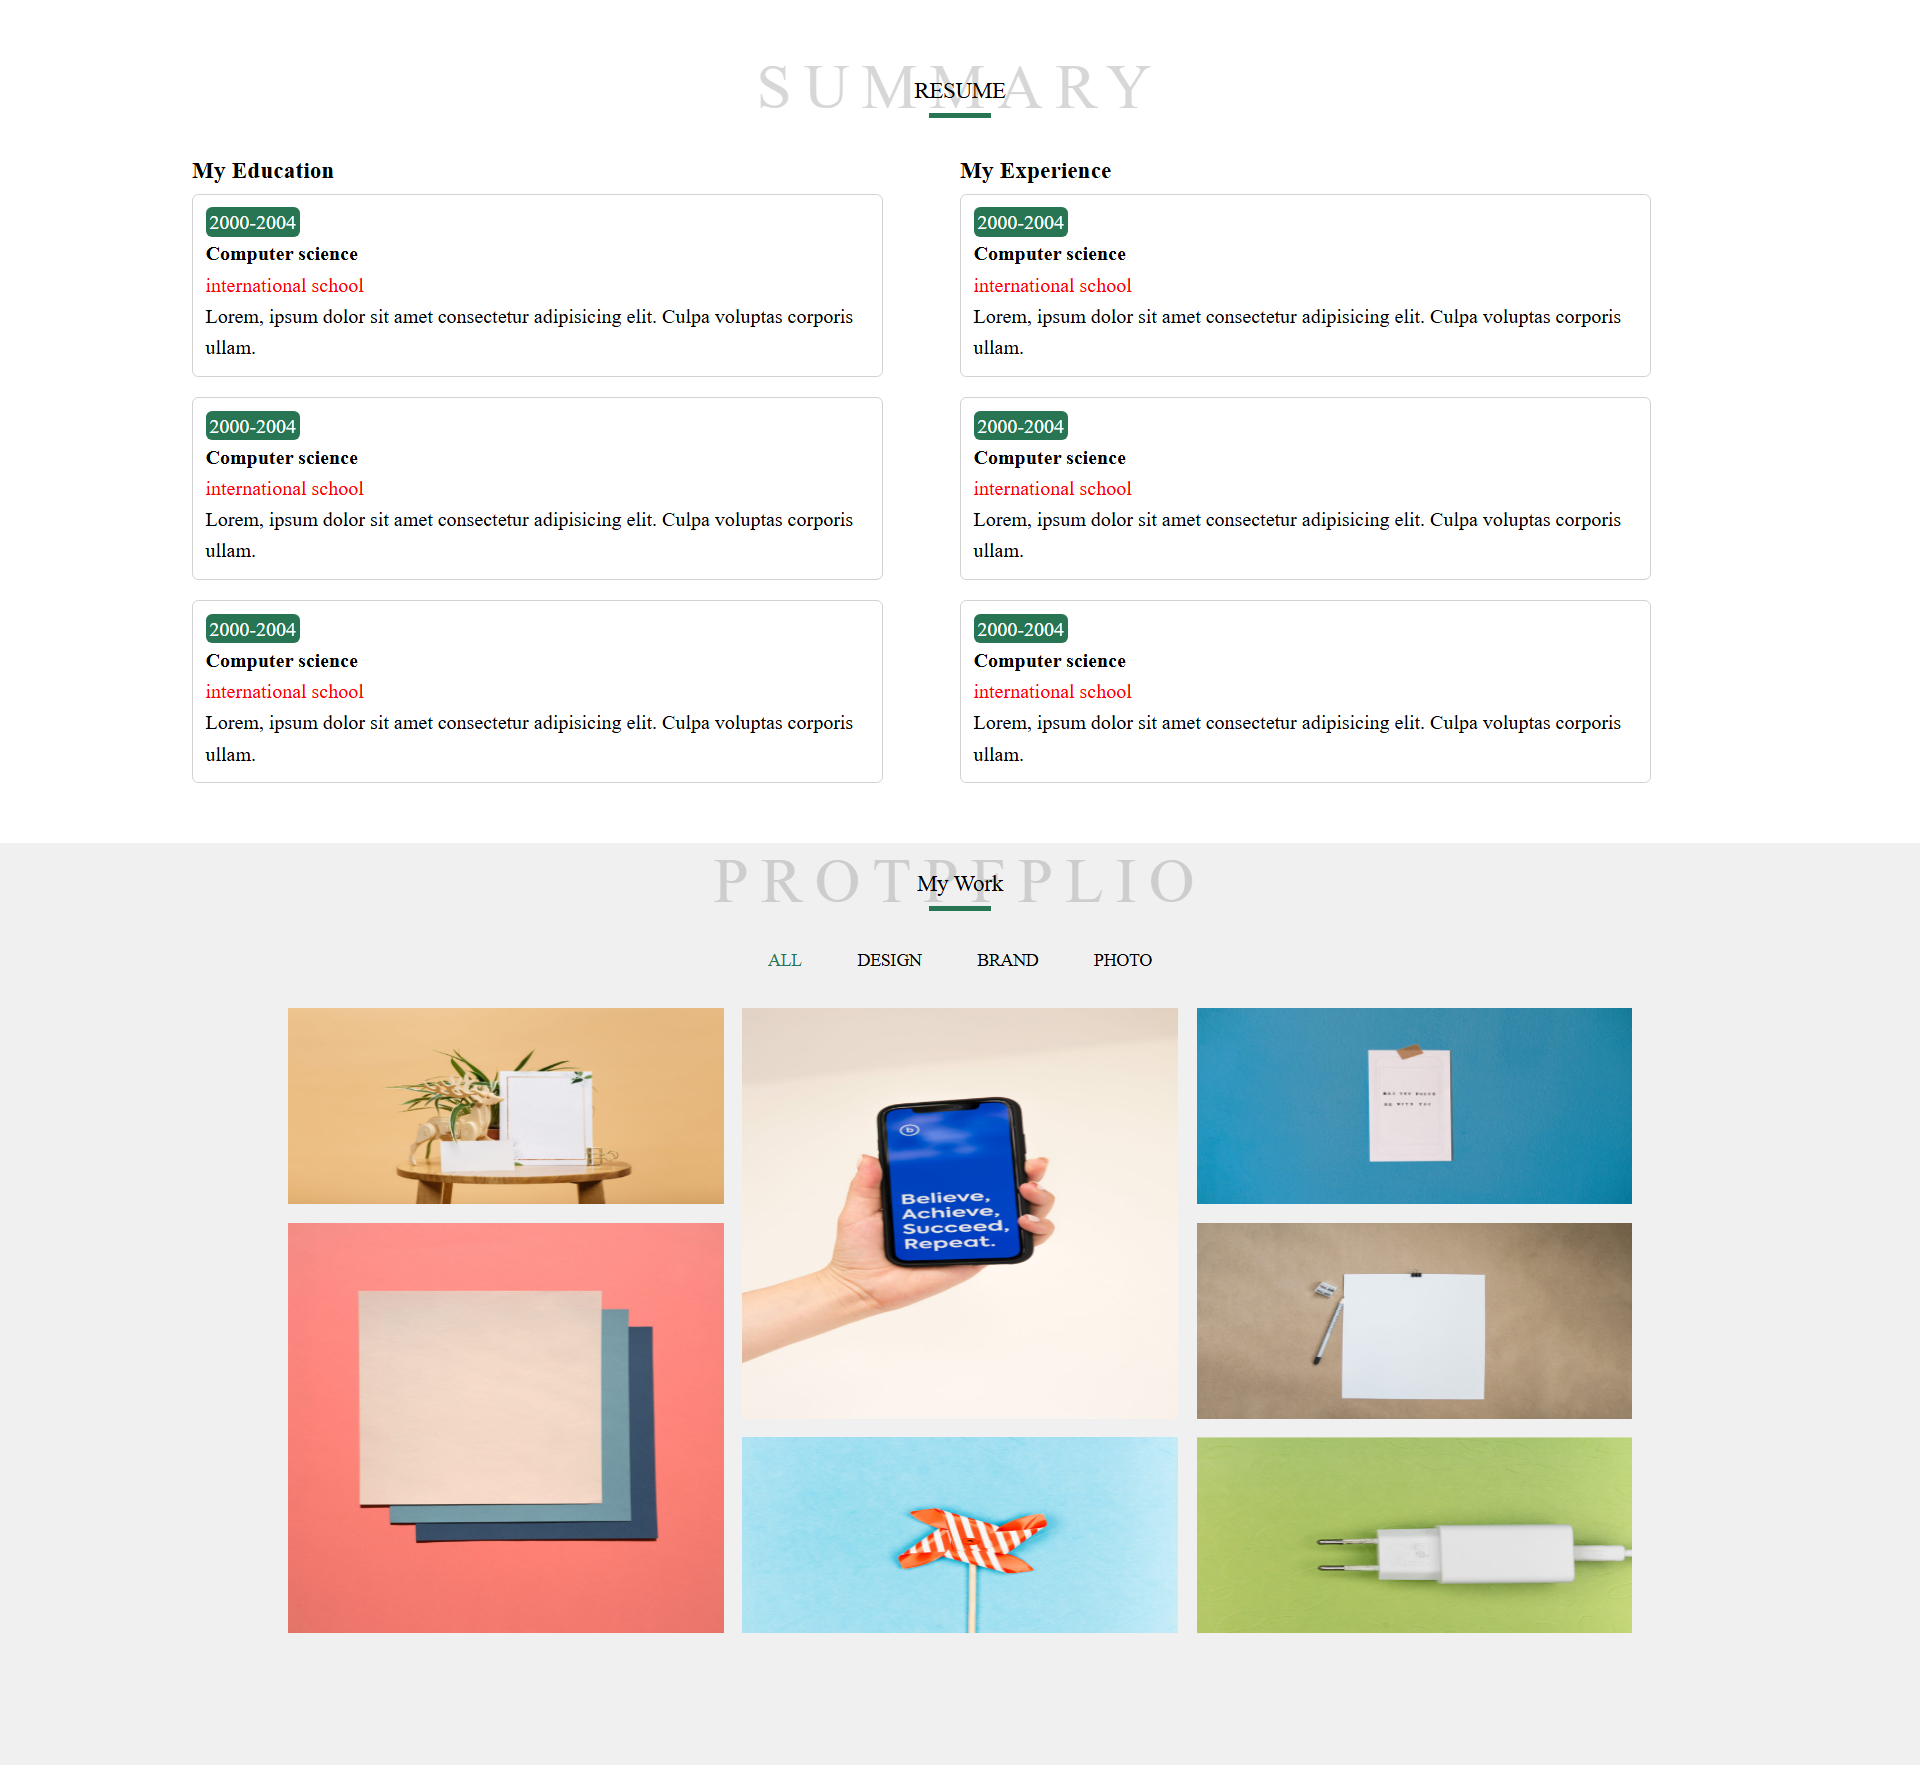 SUMMARY
RESUME
My Education
2000-2004
Computer science
international school
Lorem, ipsum dolor sit amet consectetur adipisicing elit. Culpa voluptas corporis
ullam.
2000-2004
Computer science
international school
Lorem, ipsum dolor sit amet consectetur adipisicing elit. Culpa voluptas corporis
ullam.
2000-2004
Computer science
international school
Lorem, ipsum dolor sit amet consectetur adipisicing elit. Culpa voluptas corporis
ullam.
My Experience
2000-2004
Computer science
international school
Lorem, ipsum dolor sit amet consectetur adipisicing elit. Culpa voluptas corporis
ullam.
2000-2004
Computer science
international school
Lorem, ipsum dolor sit amet consectetur adipisicing elit. Culpa voluptas corporis
ullam.
2000-2004
Computer science
international school
Lorem, ipsum dolor sit amet consectetur adipisicing elit. Culpa voluptas corporis
ullam.
PROTPFPLIO
My Work
ALL DESIGN BRAND PHOTO
b
Believe,
Achieve,
Succeed,
Repeat.
MAY YOU
BE WITH YOU